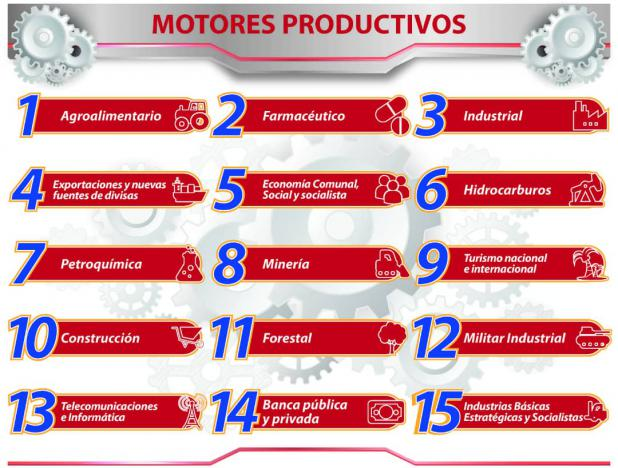 MOTORES PRODUCTIVOS
1 Agroalimentario
2 Farmacéutico
3 Industrial
4 Exportaciones y nuevas
fuentes de divisas
5 Economía Comunal,
Social y socialista
6 Hidrocarburos
7 Petroquímica
8 Minería
9 Turismo nacional
e internacional
10 Construcción
11 Forestal
12 Militar Industrial
13 Telecomunicaciones
e Informática
14 Banca pública
y privada
15 Industrias Básicas
Estratégicas y Socialistas